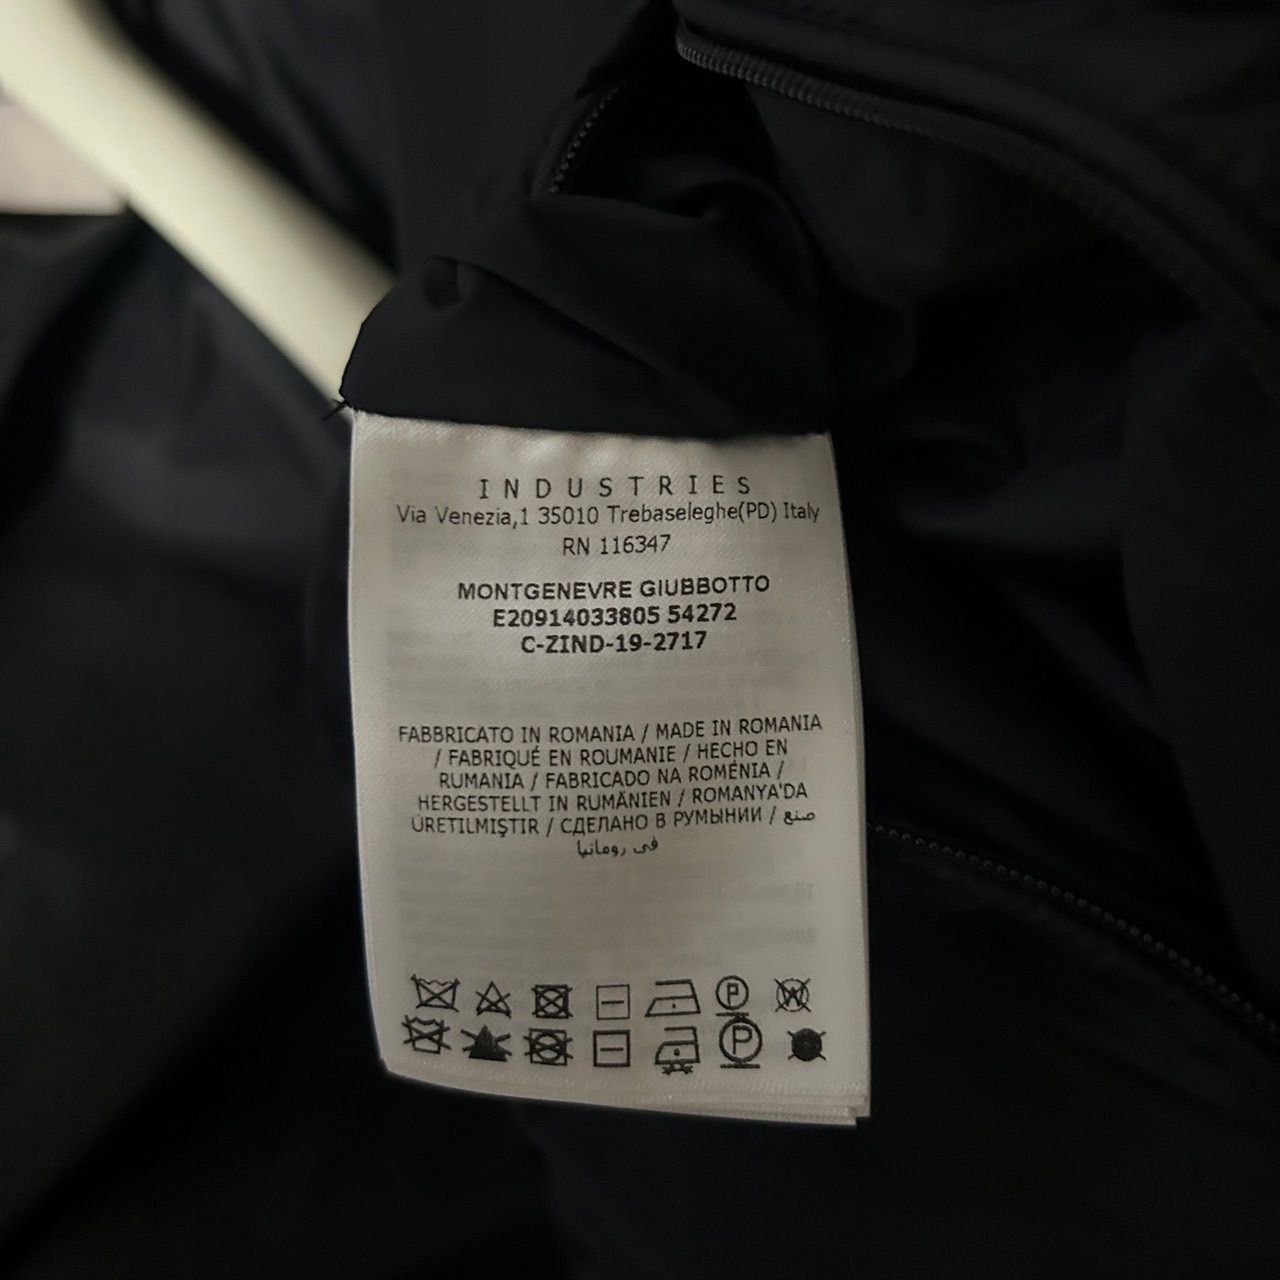 INDUSTRIES
Via Venezia,1 35010 Trebaseleghe(PD) Italy
RN 116347
MONTGENEVRE GIUBBOTTO
E20914033805 54272
C-ZIND-19-2717
FABBRICATO IN ROMANIA / MADE IN ROMANIA
/ FABRIQUÉ EN ROUMANIE / HECHO EN
RUMANIA / FABRICADO NA ROMÉNIA /
HERGESTELLT IN RUMÄNIEN / ROMANYA'DA
ÜRETILMIŞTIR / СДЕЛАНО В РУМЫНИИ / صنع
في رومانيا
P W
P